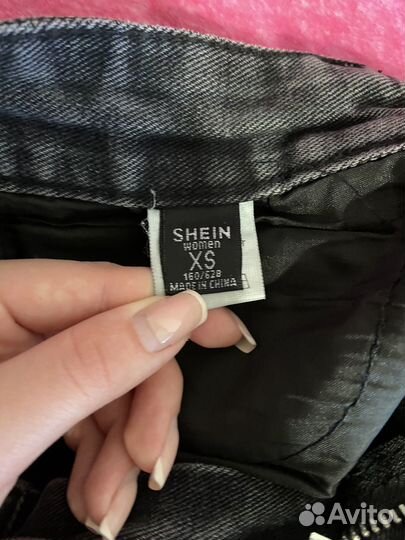 SHEIN
women
XS
160/62B
MADE IN CHINA
Avito